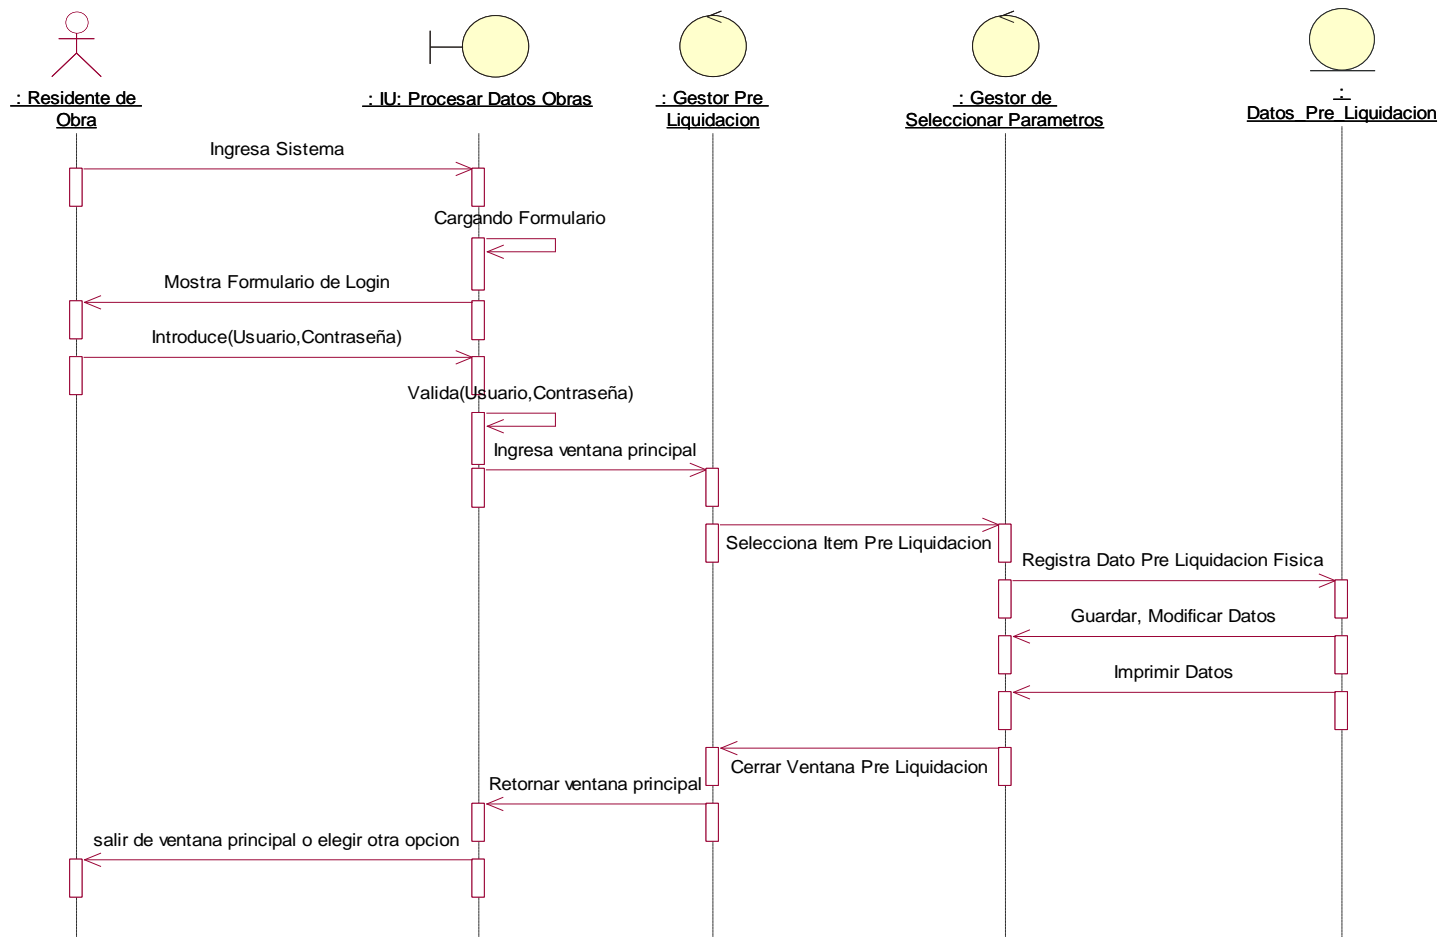 : Residente de
Obra
: IU: Procesar Datos Obras
: Gestor Pre
Liquidacion
: Gestor de
Seleccionar Parametros
:
Datos_Pre_Liquidacion
Ingresa Sistema
Cargando Formulario
Mostra Formulario de Login
Introduce(Usuario,Contraseña)
Valida(Usuario,Contraseña)
Ingresa ventana principal
Selecciona Item Pre Liquidacion
Registra Dato Pre Liquidacion Fisica
Guardar, Modificar Datos
Imprimir Datos
Cerrar Ventana Pre Liquidacion
Retornar ventana principal
salir de ventana principal o elegir otra opcion